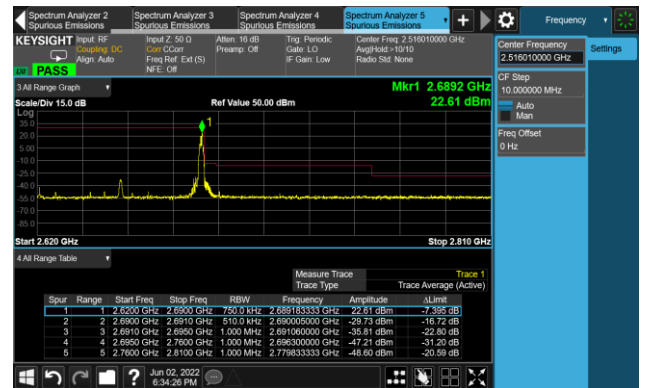 Spectrum Analyzer 2
Spurious Emissions
Spectrum Analyzer 3
Spurious Emissions
Spectrum Analyzer 4
Spurious Emissions
Spectrum Analyzer 5
Spurious Emissions
Frequency
KEYSIGHT
Input: RF
Coupling: DC
Align: Auto
Input Z: 50 Ω
Corr CCorr
Freq Ref: Ext (S)
NFE: Off
Atten: 16 dB
Preamp: Off
Trig: Periodic
Gate: LO
IF Gain: Low
Center Freq: 2.516010000 GHz
Avg|Hold:>10/10
Radio Std: None
PASS
Center Frequency
2.516010000 GHz
Settings
CF Step
10.000000 MHz
Auto
Man
Freq Offset
0 Hz
3 All Range Graph
Mkr1 2.6892 GHz
Scale/Div 15.0 dB
Ref Value 50.00 dBm
22.61 dBm
Log
35.0
20.0
5.00
-10.0
-25.0
-40.0
-55.0
-70.0
-85.0
1
Start 2.620 GHz
Stop 2.810 GHz
4 All Range Table
Measure Trace Trace 1
Trace Type Trace Average (Active)
Spur Range Start Freq Stop Freq RBW Frequency Amplitude ΔLimit
1 1 2.6200 GHz 2.6900 GHz 750.0 kHz 2.689183333 GHz 22.61 dBm -7.395 dB
2 2 2.6900 GHz 2.6910 GHz 510.0 kHz 2.690005000 GHz -29.73 dBm -16.72 dB
3 3 2.6910 GHz 2.6950 GHz 1.000 MHz 2.691060000 GHz -35.81 dBm -22.80 dB
4 4 2.6950 GHz 2.7600 GHz 1.000 MHz 2.696300000 GHz -47.21 dBm -31.20 dB
5 5 2.7600 GHz 2.8100 GHz 1.000 MHz 2.779833333 GHz -48.60 dBm -20.59 dB
Jun 02, 2022
6:34:26 PM